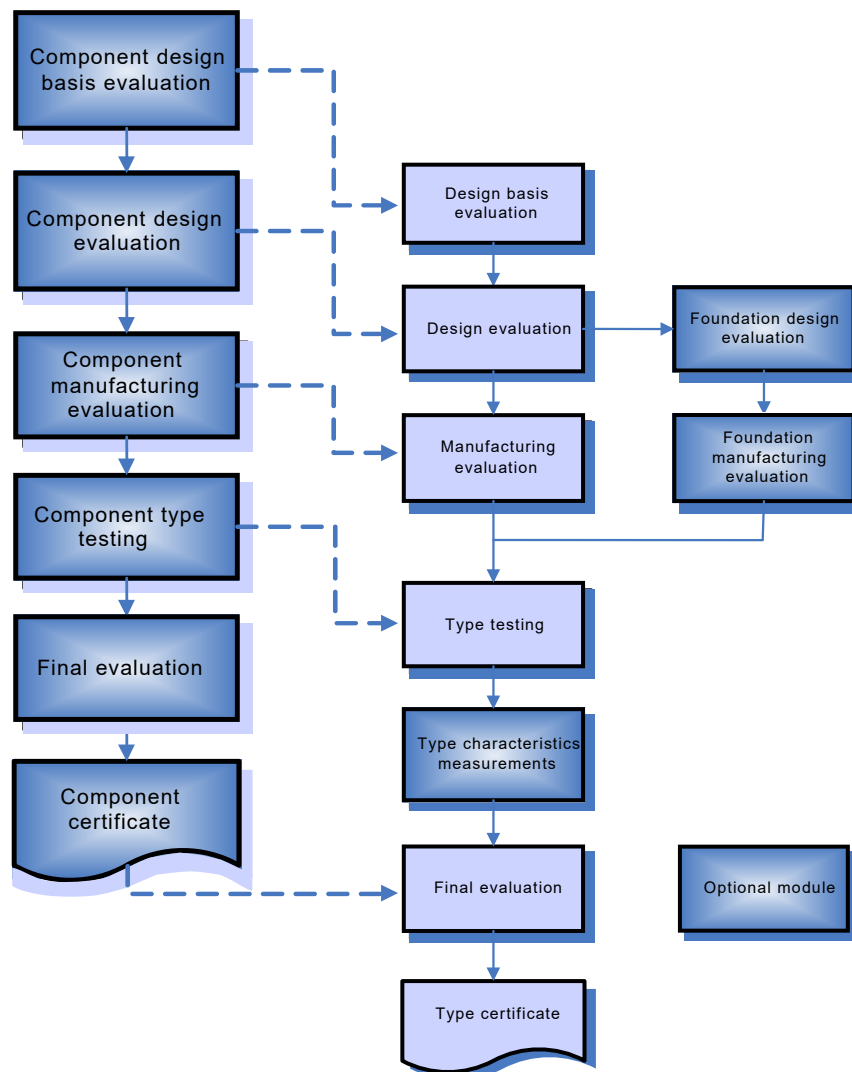 Component design
basis evaluation
Component design
evaluation
Component
manufacturing
evaluation
Component type
testing
Final evaluation
Component
certificate
Design basis
evaluation
Design evaluation
Manufacturing
evaluation
Type testing
Type characteristics
measurements
Final evaluation
Type certificate
Foundation design
evaluation
Foundation
manufacturing
evaluation
Optional module